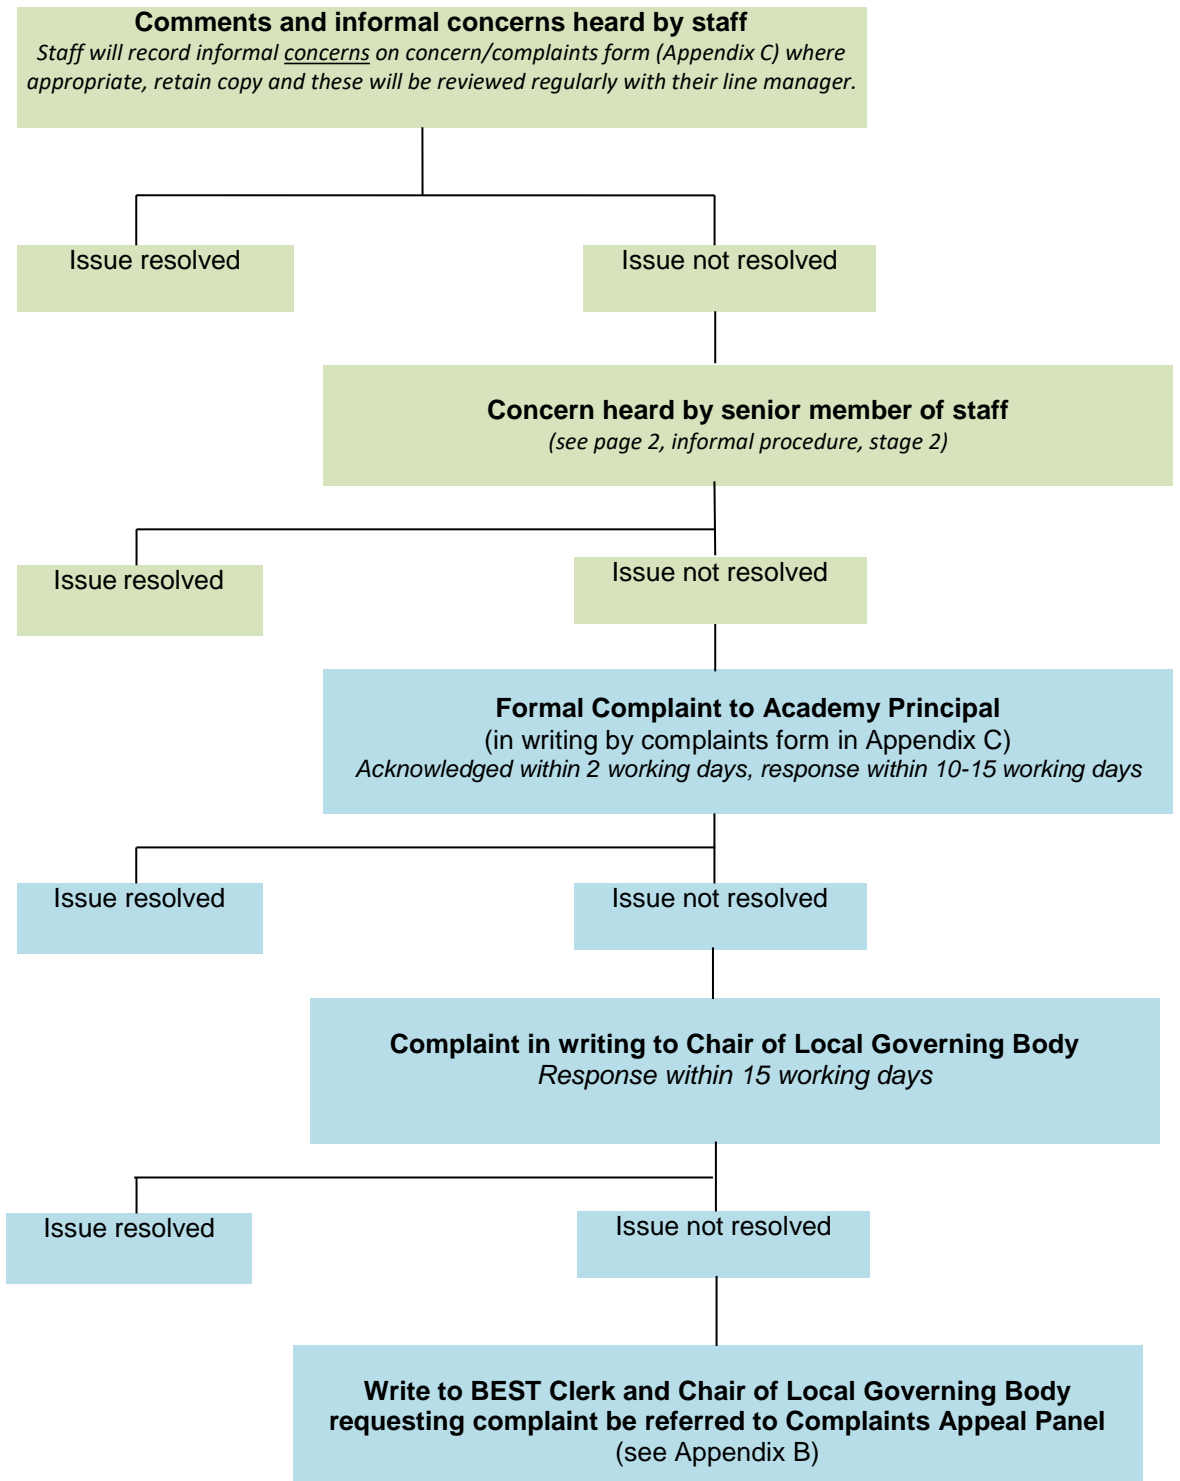 Comments and informal concerns heard by staff
Staff will record informal concerns on concern/complaints form (Appendix C) where
appropriate, retain copy and these will be reviewed regularly with their line manager.
Issue resolved
Issue not resolved
Concern heard by senior member of staff
(see page 2, informal procedure, stage 2)
Issue resolved
Issue not resolved
Formal Complaint to Academy Principal
(in writing by complaints form in Appendix C)
Acknowledged within 2 working days, response within 10-15 working days
Issue resolved
Issue not resolved
Complaint in writing to Chair of Local Governing Body
Response within 15 working days
Issue resolved
Issue not resolved
Write to BEST Clerk and Chair of Local Governing Body
requesting complaint be referred to Complaints Appeal Panel
(see Appendix B)